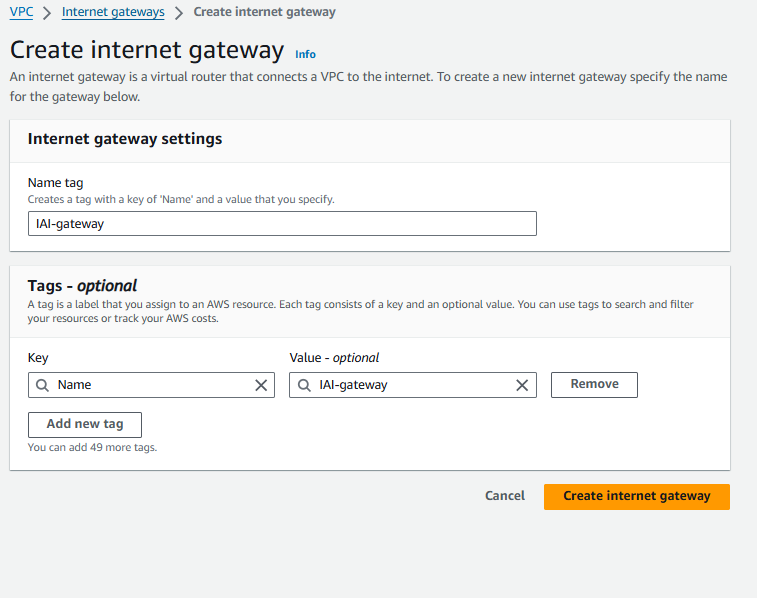 VPC > Internet gateways > Create internet gateway
Create internet gateway Info
An internet gateway is a virtual router that connects a VPC to the internet. To create a new internet gateway specify the name
for the gateway below.
Internet gateway settings
Name tag
Creates a tag with a key of 'Name' and a value that you specify.
IAI-gateway
Tags - optional
A tag is a label that you assign to an AWS resource. Each tag consists of a key and an optional value. You can use tags to search and filter
your resources or track your AWS costs.
Key Value - optional
Name IAI-gateway Remove
Add new tag
You can add 49 more tags.
Cancel Create internet gateway